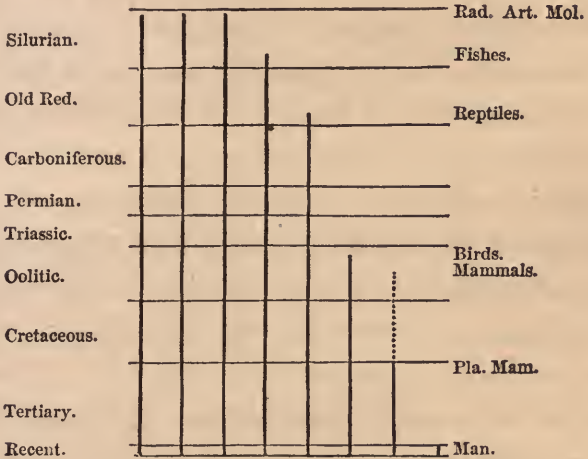 Rad. Art. Mol.
Silurian.
Fishes.
Old Red.
Reptiles.
Carboniferous.
Permian.
Triassic.
Birds.
Mammals.
Oolitic.
Cretaceous.
Pla. Mam.
Tertiary.
Recent.
Man.